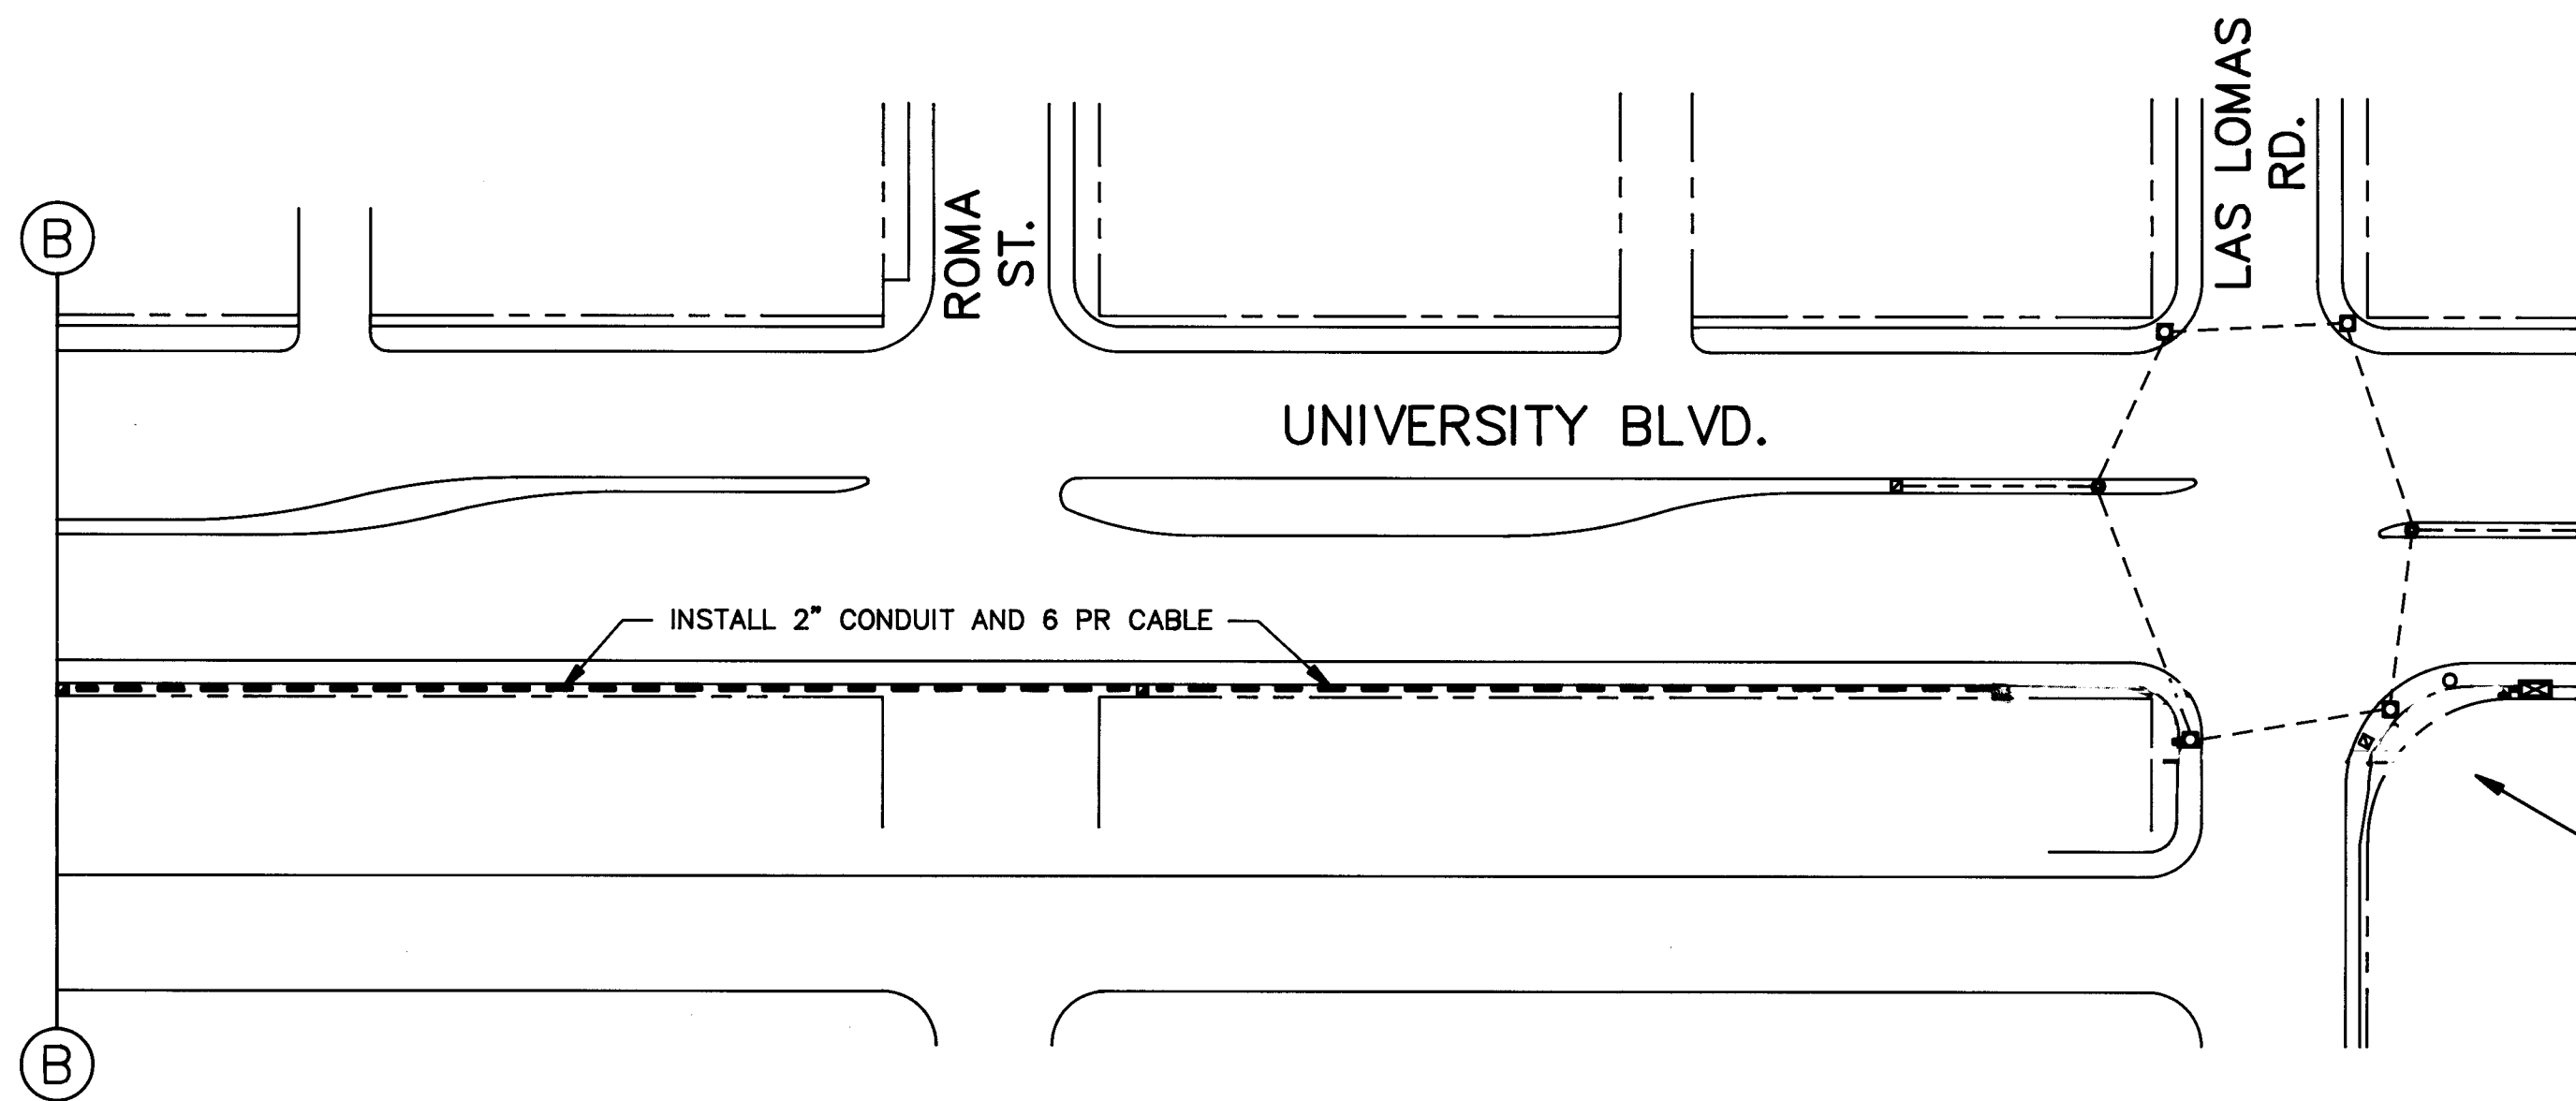 LAS LOMAS
RD.
ROMA
ST.
B
UNIVERSITY BLVD.
INSTALL 2" CONDUIT AND 6 PR CABLE
B